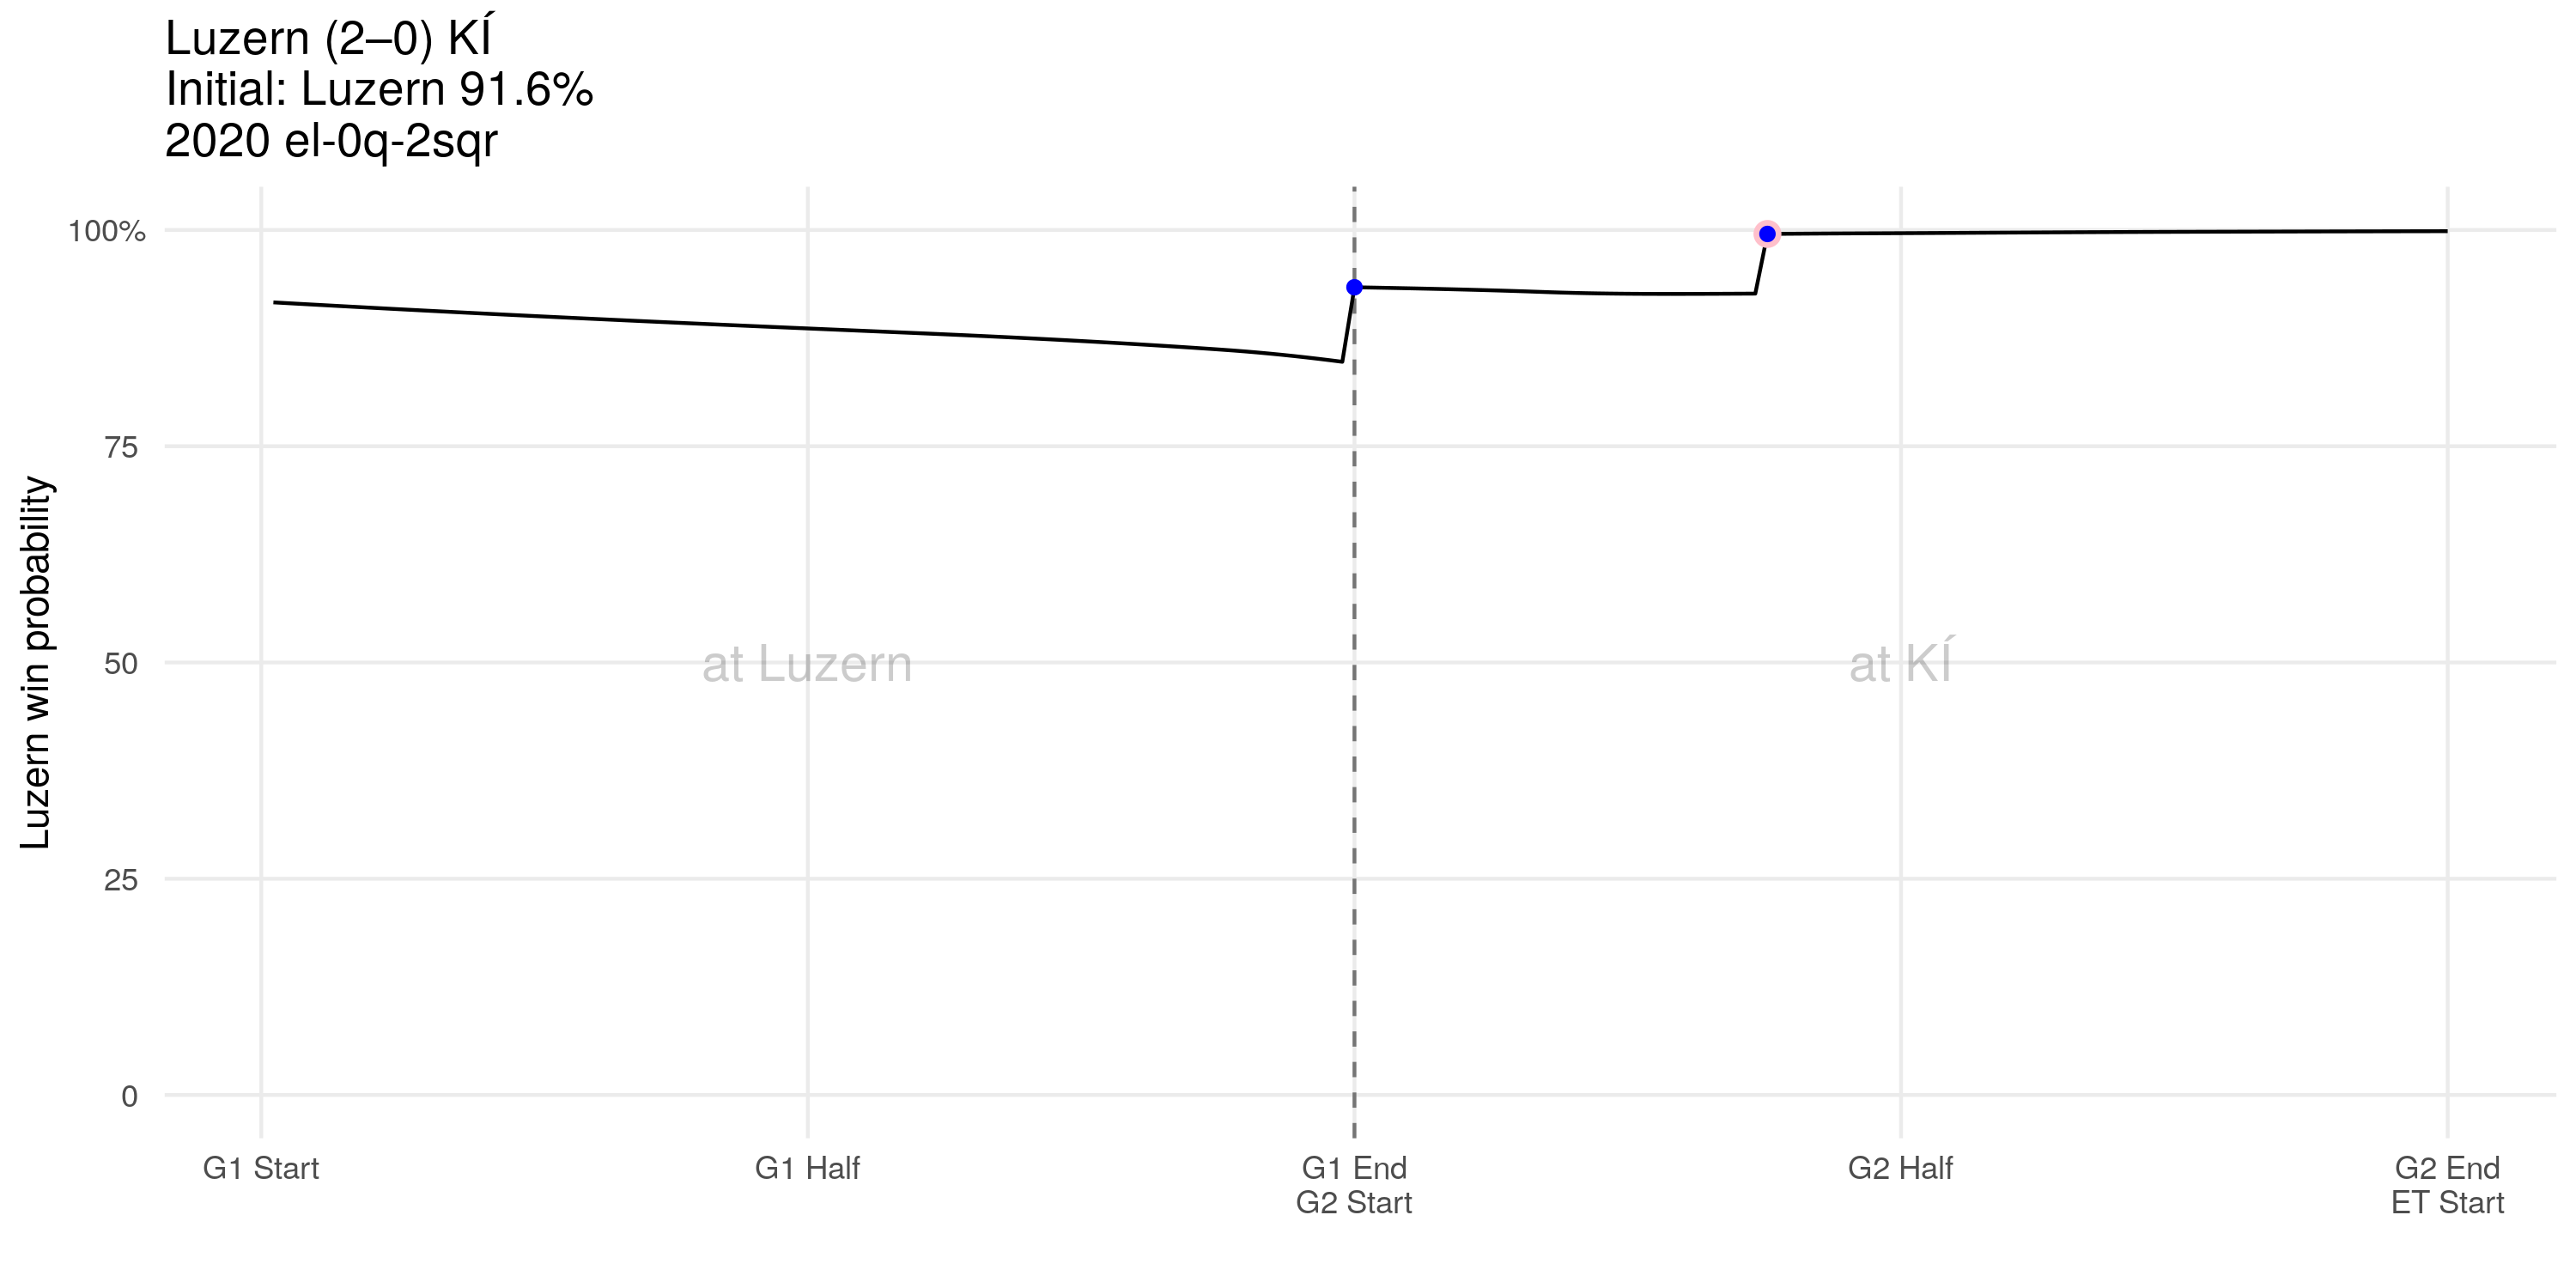 Luzern (2–0) KÍ
Initial: Luzern 91.6%
2020 el-0q-2sqr
Luzern win probability
100%
75
50
25
0
at Luzern
at KÍ
G1 Start
G1 Half
G1 End
G2 Start
G2 Half
G2 End
ET Start